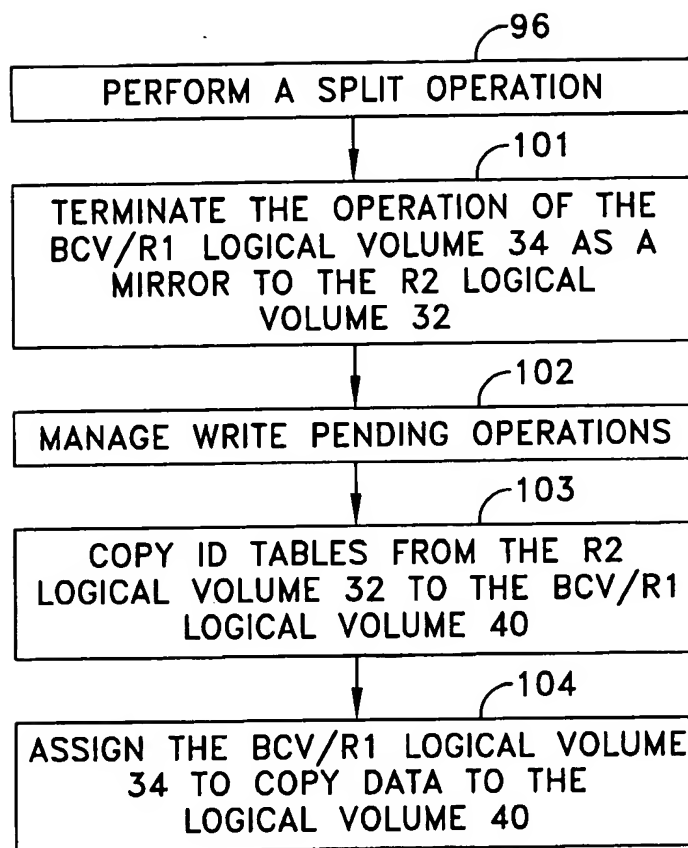 96
PERFORM A SPLIT OPERATION
101
TERMINATE THE OPERATION OF THE
BCV/R1 LOGICAL VOLUME 34 AS A
MIRROR TO THE R2 LOGICAL
VOLUME 32
102
MANAGE WRITE PENDING OPERATIONS
103
COPY ID TABLES FROM THE R2
LOGICAL VOLUME 32 TO THE BCV/R1
LOGICAL VOLUME 40
104
ASSIGN THE BCV/R1 LOGICAL VOLUME
34 TO COPY DATA TO THE
LOGICAL VOLUME 40